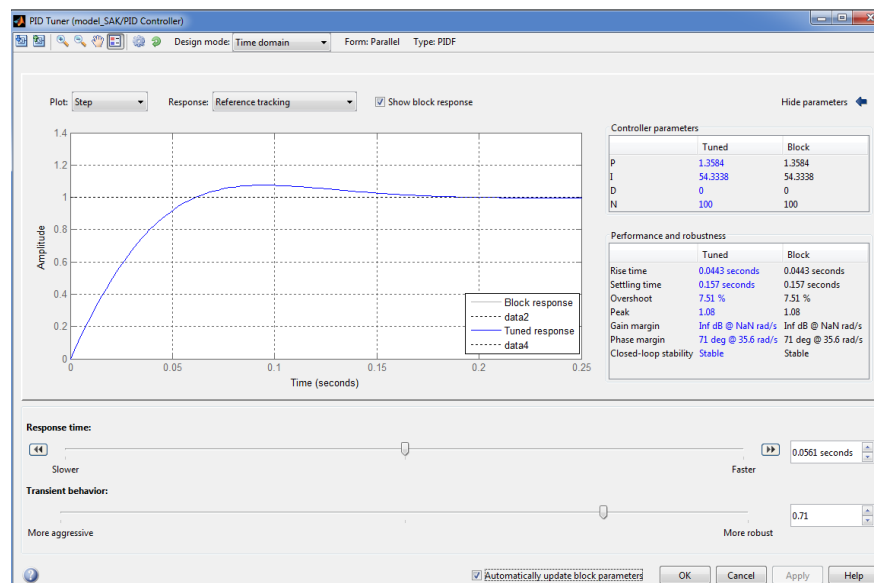 PID Tuner (model_SAK/PID Controller)
Design mode: Time domain Form: Parallel Type: PIDF
Plot: Step Response: Reference tracking Show block response Hide parameters
1.4
1.2
1
0.8
0.6
0.4
0.2
0
Amplitude
0 0.05 0.1 0.15 0.2 0.25
Time (seconds)
Block response
data2
Tuned response
data4
Controller parameters
Tuned Block
P 1.3584 1.3584
I 54.3338 54.3338
D 0 0
N 100 100
Performance and robustness
Tuned Block
Rise time 0.0443 seconds 0.0443 seconds
Settling time 0.157 seconds 0.157 seconds
Overshoot 7.51 % 7.51 %
Peak 1.08 1.08
Gain margin Inf dB @ NaN rad/s Inf dB @ NaN rad/s
Phase margin 71 deg @ 35.6 rad/s 71 deg @ 35.6 rad/s
Closed-loop stability Stable Stable
Response time:
0.0561 seconds
Slower Faster
Transient behavior:
0.71
More aggressive More robust
Automatically update block parameters OK Cancel Apply Help